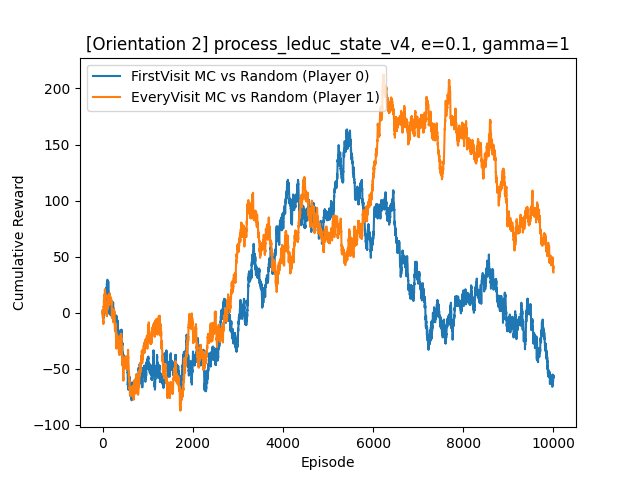 [Orientation 2] process_leduc_state_v4, e=0.1, gamma=1
FirstVisit MC vs Random (Player 0)
EveryVisit MC vs Random (Player 1)
200
150
100
50
0
−50
−100
Cumulative Reward
0 2000 4000 6000 8000 10000
Episode